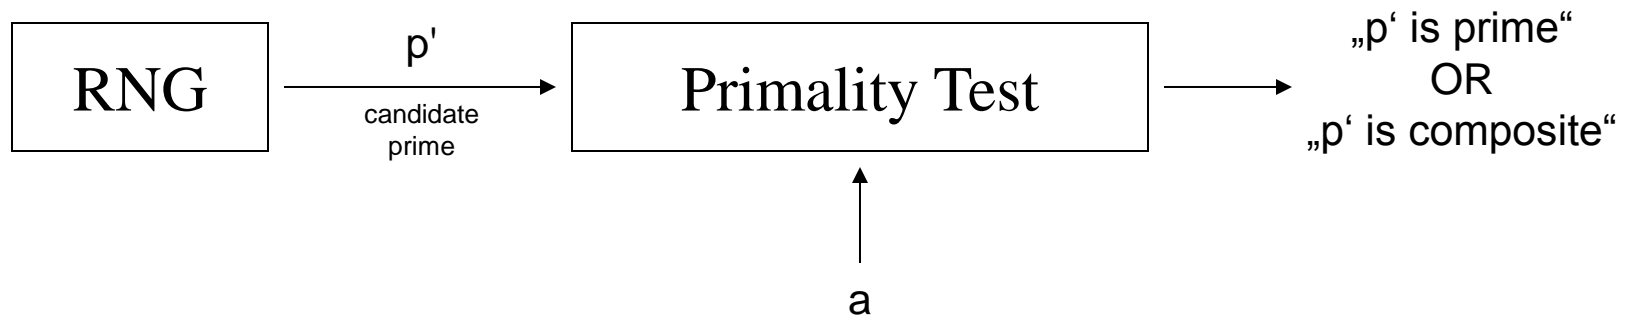 RNG
p'
candidate
prime
Primality Test
a
„p‘ is prime“
OR
„p‘ is composite“